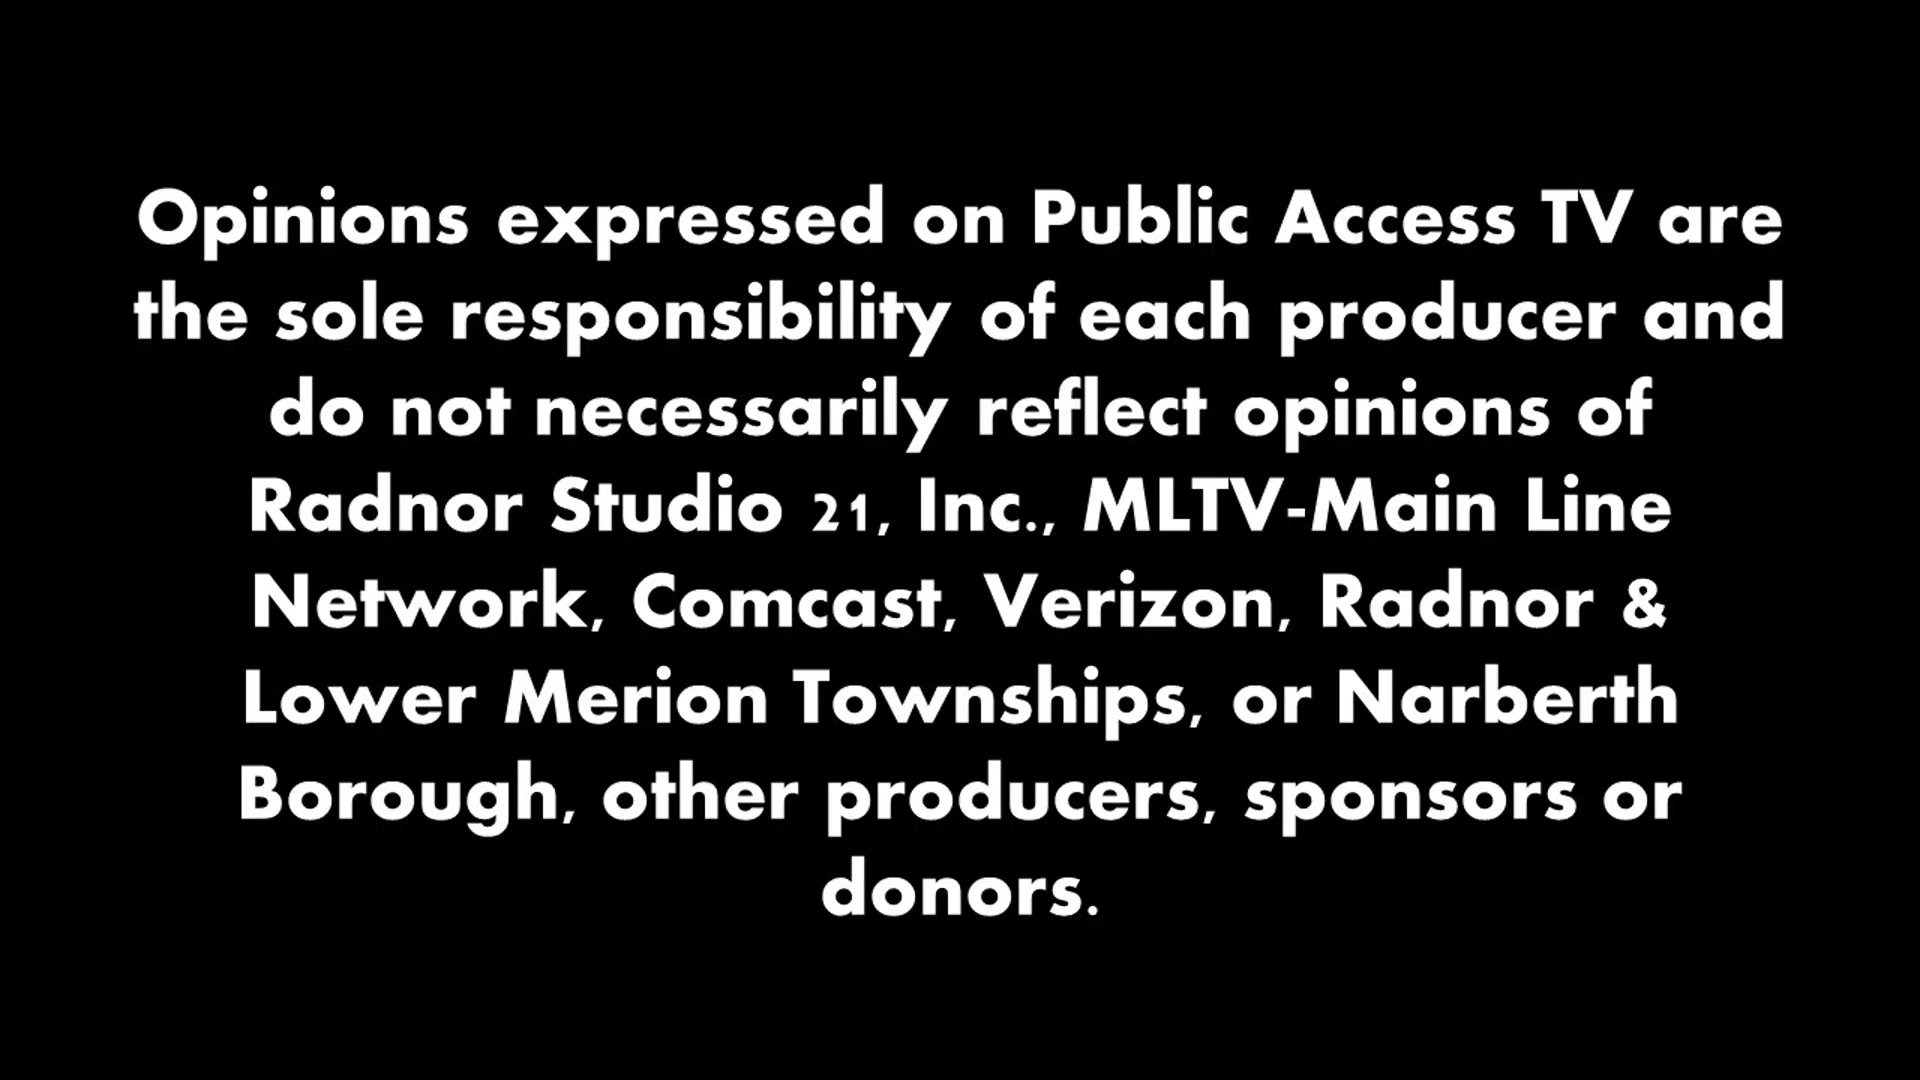 Opinions expressed on Public Access TV are
the sole responsibility of each producer and
do not necessarily reflect opinions of
Radnor Studio 21, Inc., MLTV-Main Line
Network, Comcast, Verizon, Radnor &
Lower Merion Townships, or Narberth
Borough, other producers, sponsors or
donors.